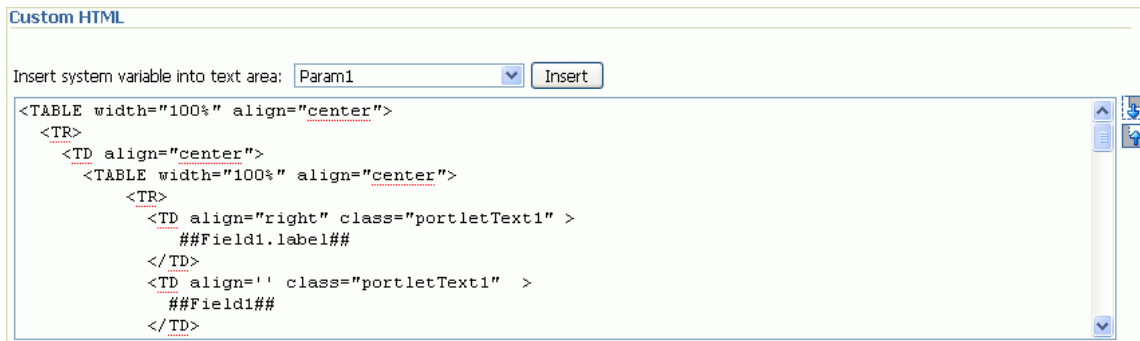 Custom HTML
Insert system variable into text area: Param1 Insert
<TABLE width="100%" align="center">
<TR>
<TD align="center">
<TABLE width="100%" align="center">
<TR>
<TD align="right" class="portletText1" >
##Field1.label##
</TD>
<TD align='' class="portletText1"  >
##Field1##
</TD>